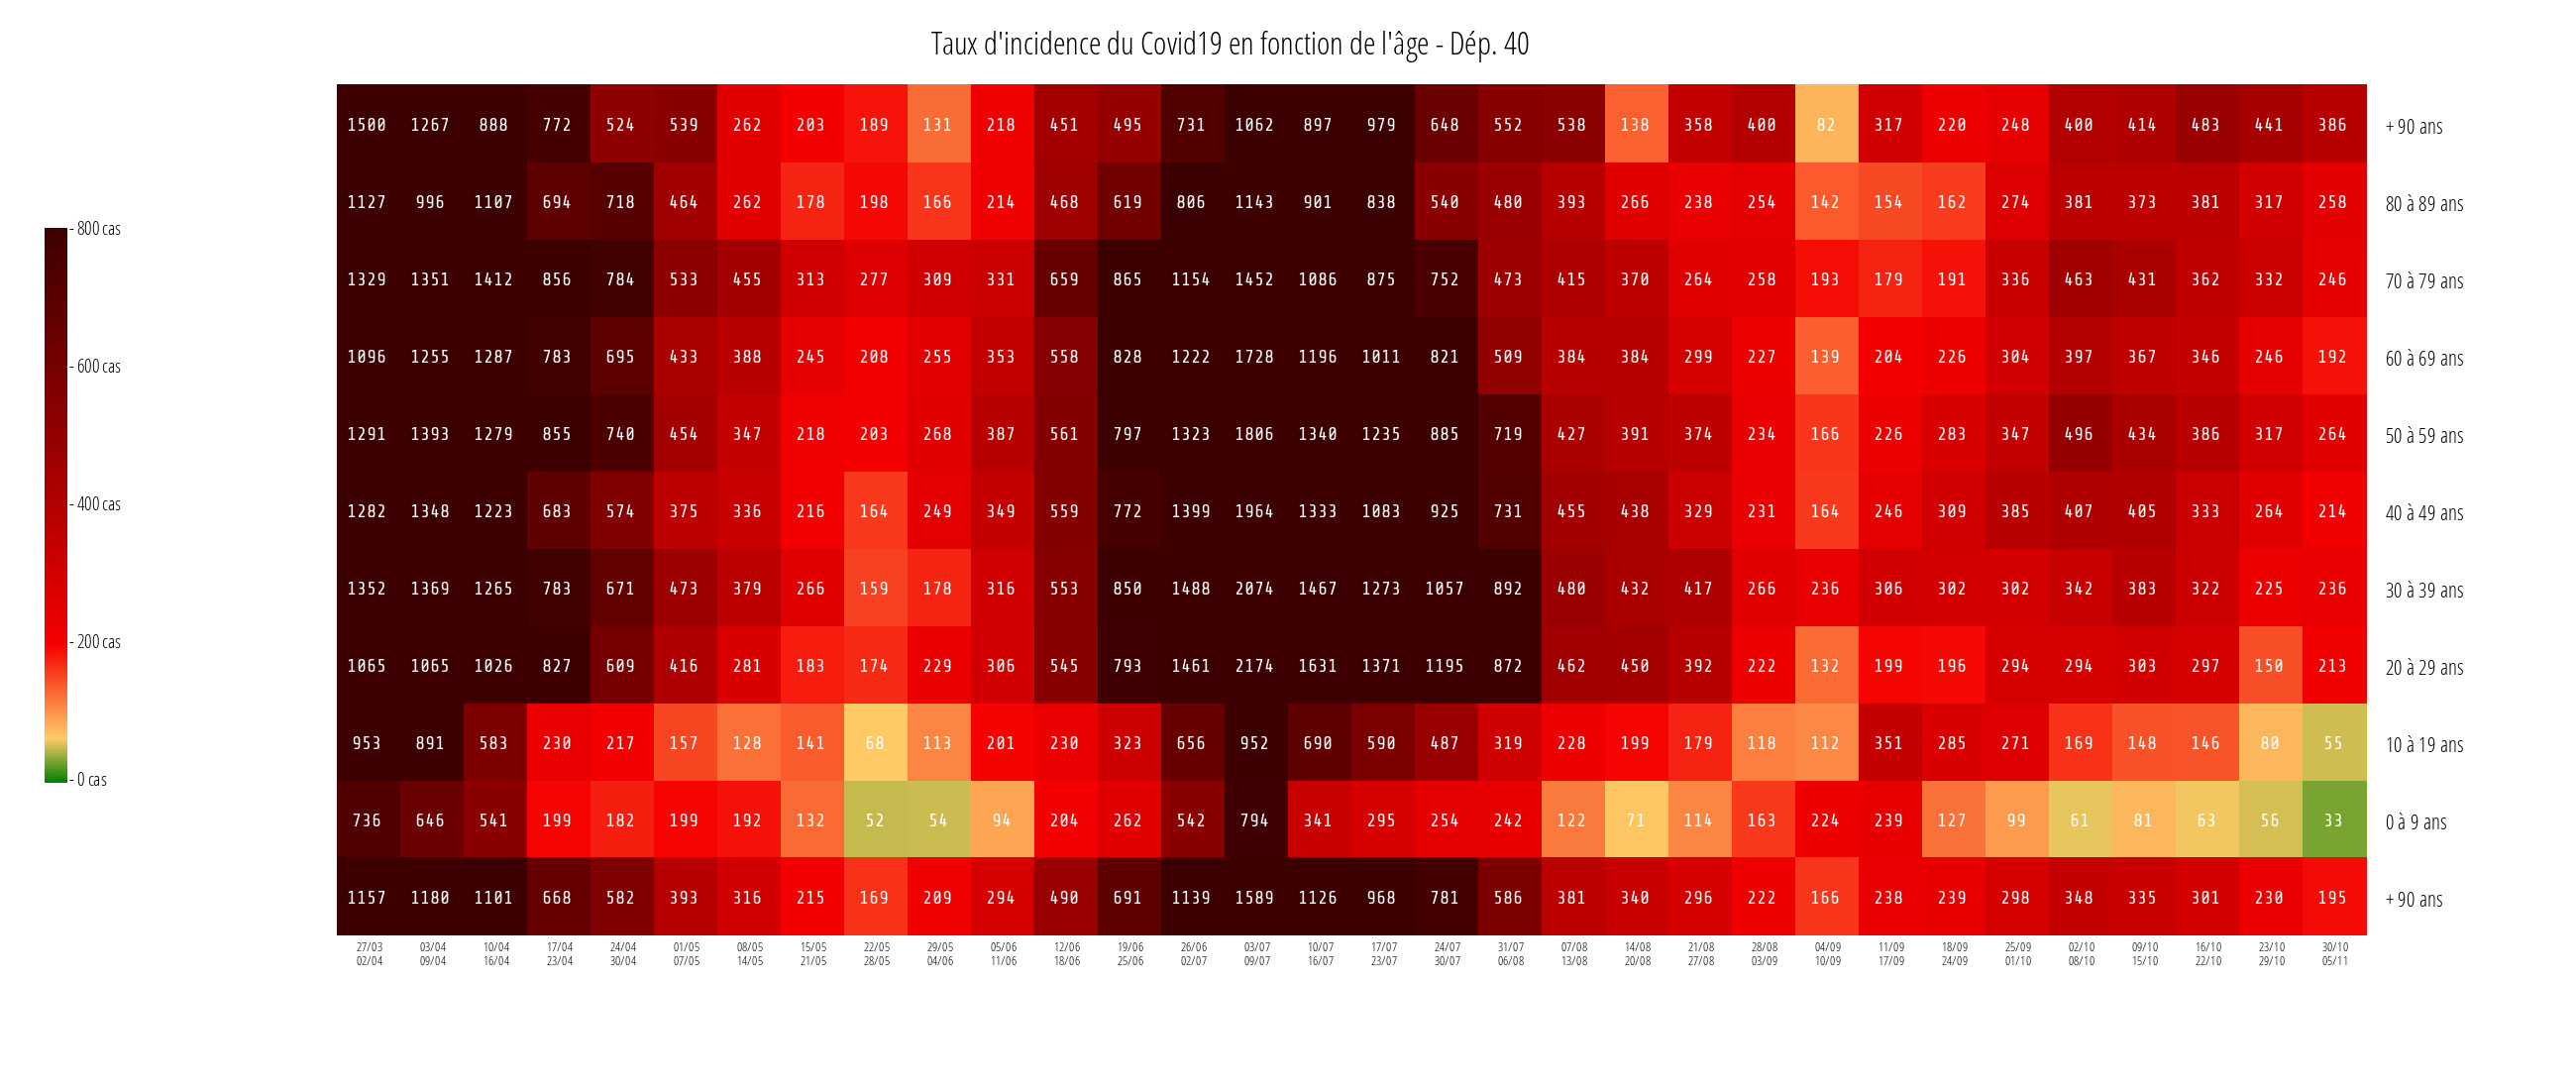 Taux d'incidence du Covid19 en fonction de l'âge - Dép. 40
1500 1267 888 772 524 539 262 203 189 131 218 451 495 731 1062 897 979 648 552 538 138 358 400 82 317 220 248 400 414 483 441 386 + 90 ans
1127 996 1107 694 718 464 262 178 198 166 214 468 619 806 1143 901 838 540 480 393 266 238 254 142 154 162 274 381 373 381 317 258 80 à 89 ans
- 800 cas
1329 1351 1412 856 784 533 455 313 277 309 331 659 865 1154 1452 1086 875 752 473 415 370 264 258 193 179 191 336 463 431 362 332 246 70 à 79 ans
1096 1255 1287 783 695 433 388 245 208 255 353 558 828 1222 1728 1196 1011 821 509 384 384 299 227 139 204 226 304 397 367 346 246 192 60 à 69 ans
- 600 cas
1291 1393 1279 855 740 454 347 218 203 268 387 561 797 1323 1806 1340 1235 885 719 427 391 374 234 166 226 283 347 496 434 386 317 264 50 à 59 ans
- 400 cas
1282 1348 1223 683 574 375 336 216 164 249 349 559 772 1399 1964 1333 1083 925 731 455 438 329 231 164 246 309 385 407 405 333 264 214 40 à 49 ans
1352 1369 1265 783 671 473 379 266 159 178 316 553 850 1488 2074 1467 1273 1057 892 480 432 417 266 236 306 302 302 342 383 322 225 236 30 à 39 ans
- 200 cas
1065 1065 1026 827 609 416 281 183 174 229 306 545 793 1461 2174 1631 1371 1195 872 462 450 392 222 132 199 196 294 294 303 297 150 213 20 à 29 ans
953 891 583 230 217 157 128 141 68 113 201 230 323 656 952 690 590 487 319 228 199 179 118 112 351 285 271 169 148 146 80 55 10 à 19 ans
- 0 cas
736 646 541 199 182 199 192 132 52 54 94 204 262 542 794 341 295 254 242 122 71 114 163 224 239 127 99 61 81 63 56 33 0 à 9 ans
1157 1180 1101 668 582 393 316 215 169 209 294 490 691 1139 1589 1126 968 781 586 381 340 296 222 166 238 239 298 348 335 301 230 195 + 90 ans
27/03 03/04 10/04 17/04 24/04 01/05 08/05 15/05 22/05 29/05 05/06 12/06 19/06 26/06 03/07 10/07 17/07 24/07 31/07 07/08 14/08 21/08 28/08 04/09 11/09 18/09 25/09 02/10 09/10 16/10 23/10 30/10
02/04 09/04 16/04 23/04 30/04 07/05 14/05 21/05 28/05 04/06 11/06 18/06 25/06 02/07 09/07 16/07 23/07 30/07 06/08 13/08 20/08 27/08 03/09 10/09 17/09 24/09 01/10 08/10 15/10 22/10 29/10 05/11